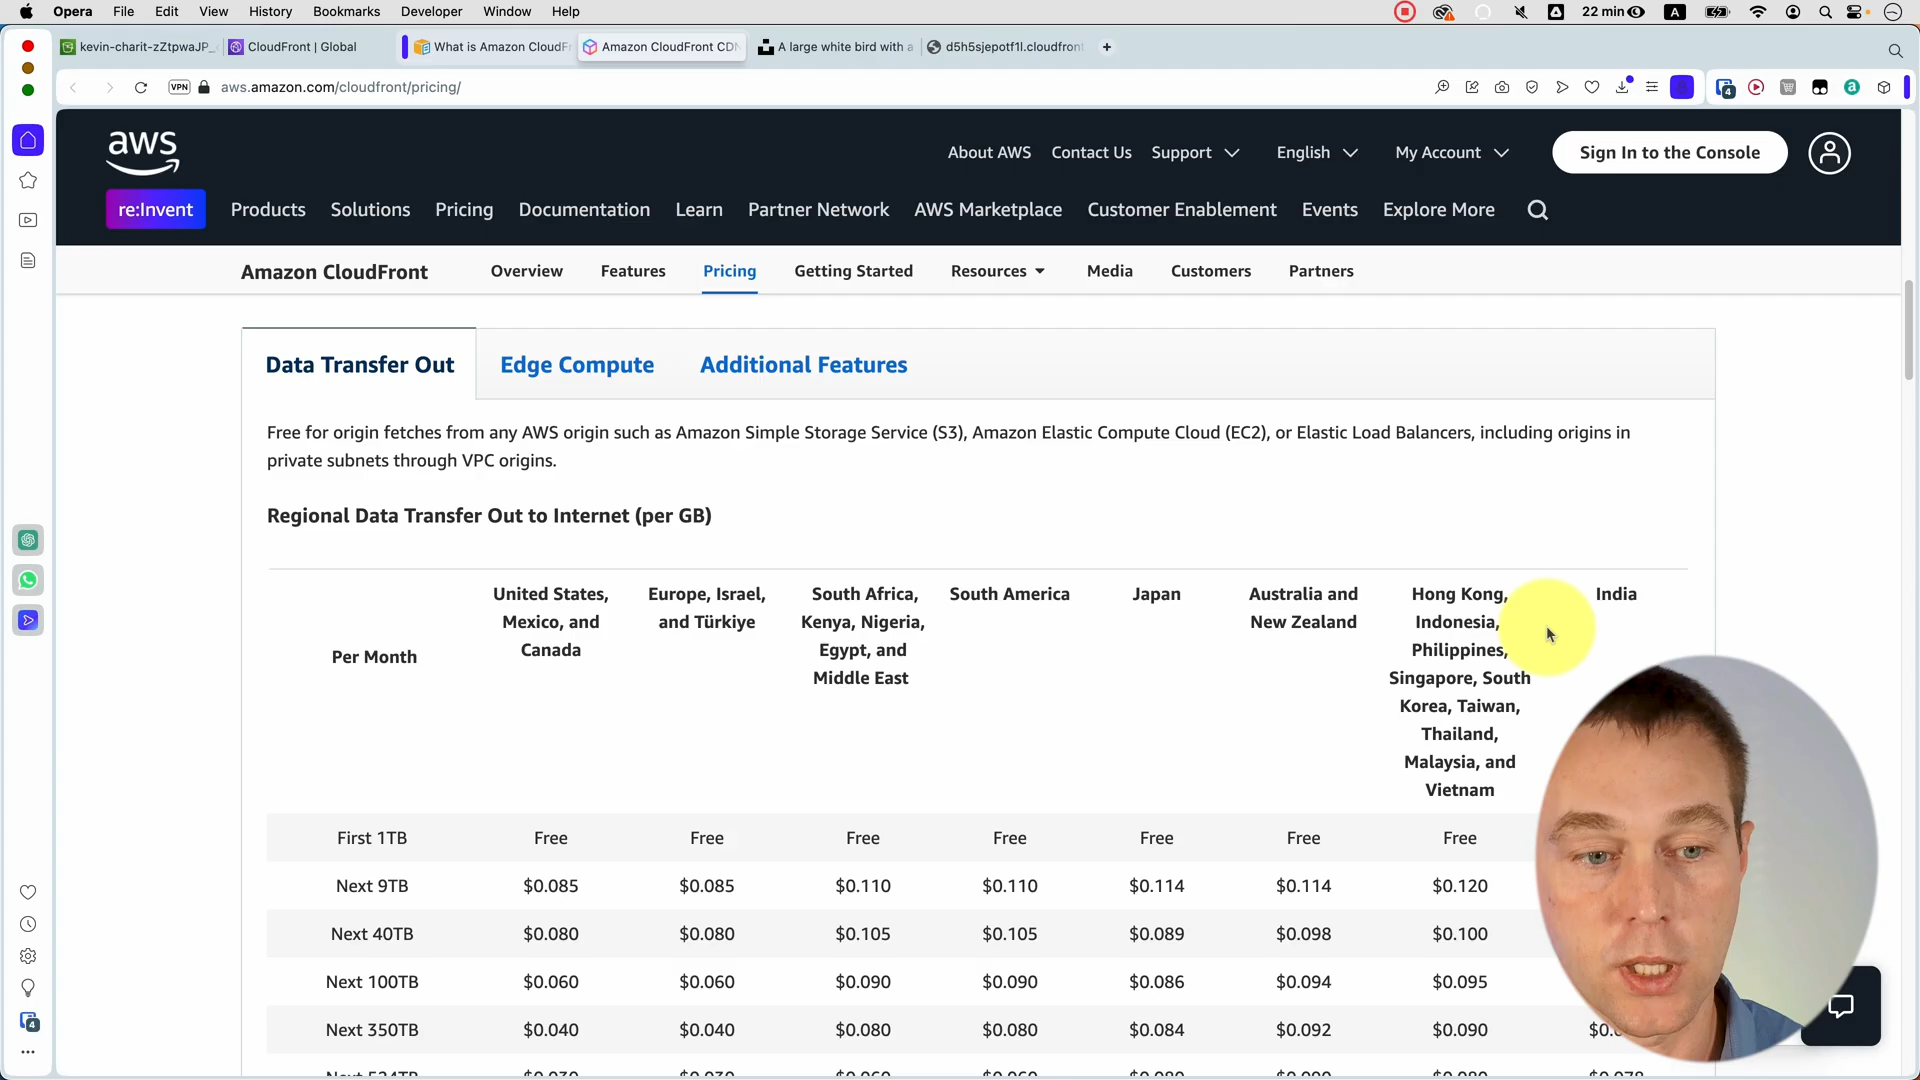 Opera File Edit View History Bookmarks Developer Window Help 22 min A
kevin-charit-zZtpwaJP_ CloudFront | Global What is Amazon CloudF Amazon CloudFront CDN A large white bird with a d5h5sjepotf1l.cloudfront
VPN aws.amazon.com/cloudfront/pricing/ 4 a
aws
About AWS Contact Us Support English My Account Sign In to the Console
re:Invent Products Solutions Pricing Documentation Learn Partner Network AWS Marketplace Customer Enablement Events Explore More
Amazon CloudFront Overview Features Pricing Getting Started Resources Media Customers Partners
Data Transfer Out Edge Compute Additional Features
Free for origin fetches from any AWS origin such as Amazon Simple Storage Service (S3), Amazon Elastic Compute Cloud (EC2), or Elastic Load Balancers, including origins in
private subnets through VPC origins.
Regional Data Transfer Out to Internet (per GB)
Per Month
United States,
Mexico, and
Canada
Europe, Israel,
and Türkiye
South Africa,
Kenya, Nigeria,
Egypt, and
Middle East
South America
Japan
Australia and
New Zealand
Hong Kong,
Indonesia,
Philippines,
Singapore, South
Korea, Taiwan,
Thailand,
Malaysia, and
Vietnam
India
First 1TB Free Free Free Free Free Free Free
Next 9TB $0.085 $0.085 $0.110 $0.110 $0.114 $0.114 $0.120
Next 40TB $0.080 $0.080 $0.105 $0.105 $0.089 $0.098 $0.100
Next 100TB $0.060 $0.060 $0.090 $0.090 $0.086 $0.094 $0.095
Next 350TB $0.040 $0.040 $0.080 $0.080 $0.084 $0.092 $0.090
4